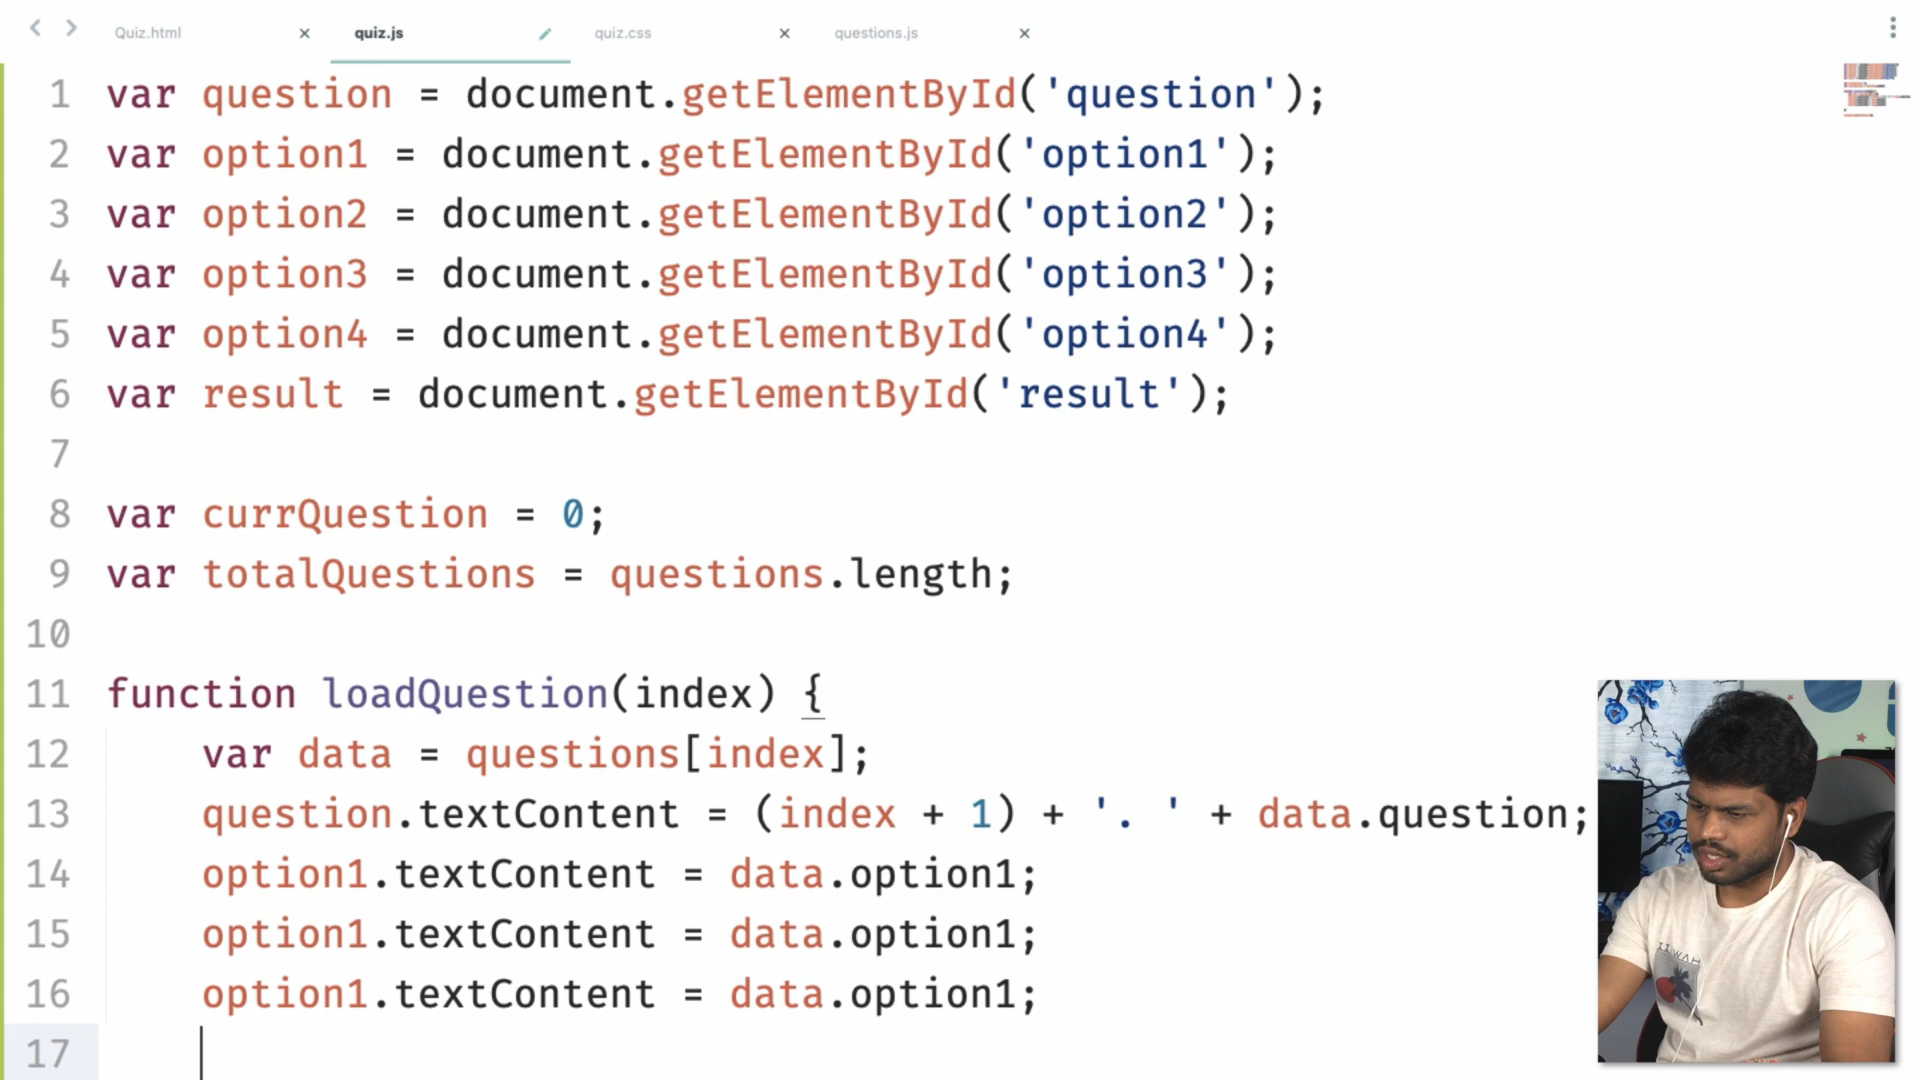 Quiz.html
quiz.js
quiz.css
questions.js
1 var question = document.getElementById('question');
2 var option1 = document.getElementById('option1');
3 var option2 = document.getElementById('option2');
4 var option3 = document.getElementById('option3');
5 var option4 = document.getElementById('option4');
6 var result = document.getElementById('result');
7
8 var currQuestion = 0;
9 var totalQuestions = questions.length;
10
11 function loadQuestion(index) {
12 var data = questions[index];
13 question.textContent = (index + 1) + '. ' + data.question;
14 option1.textContent = data.option1;
15 option1.textContent = data.option1;
16 option1.textContent = data.option1;
17